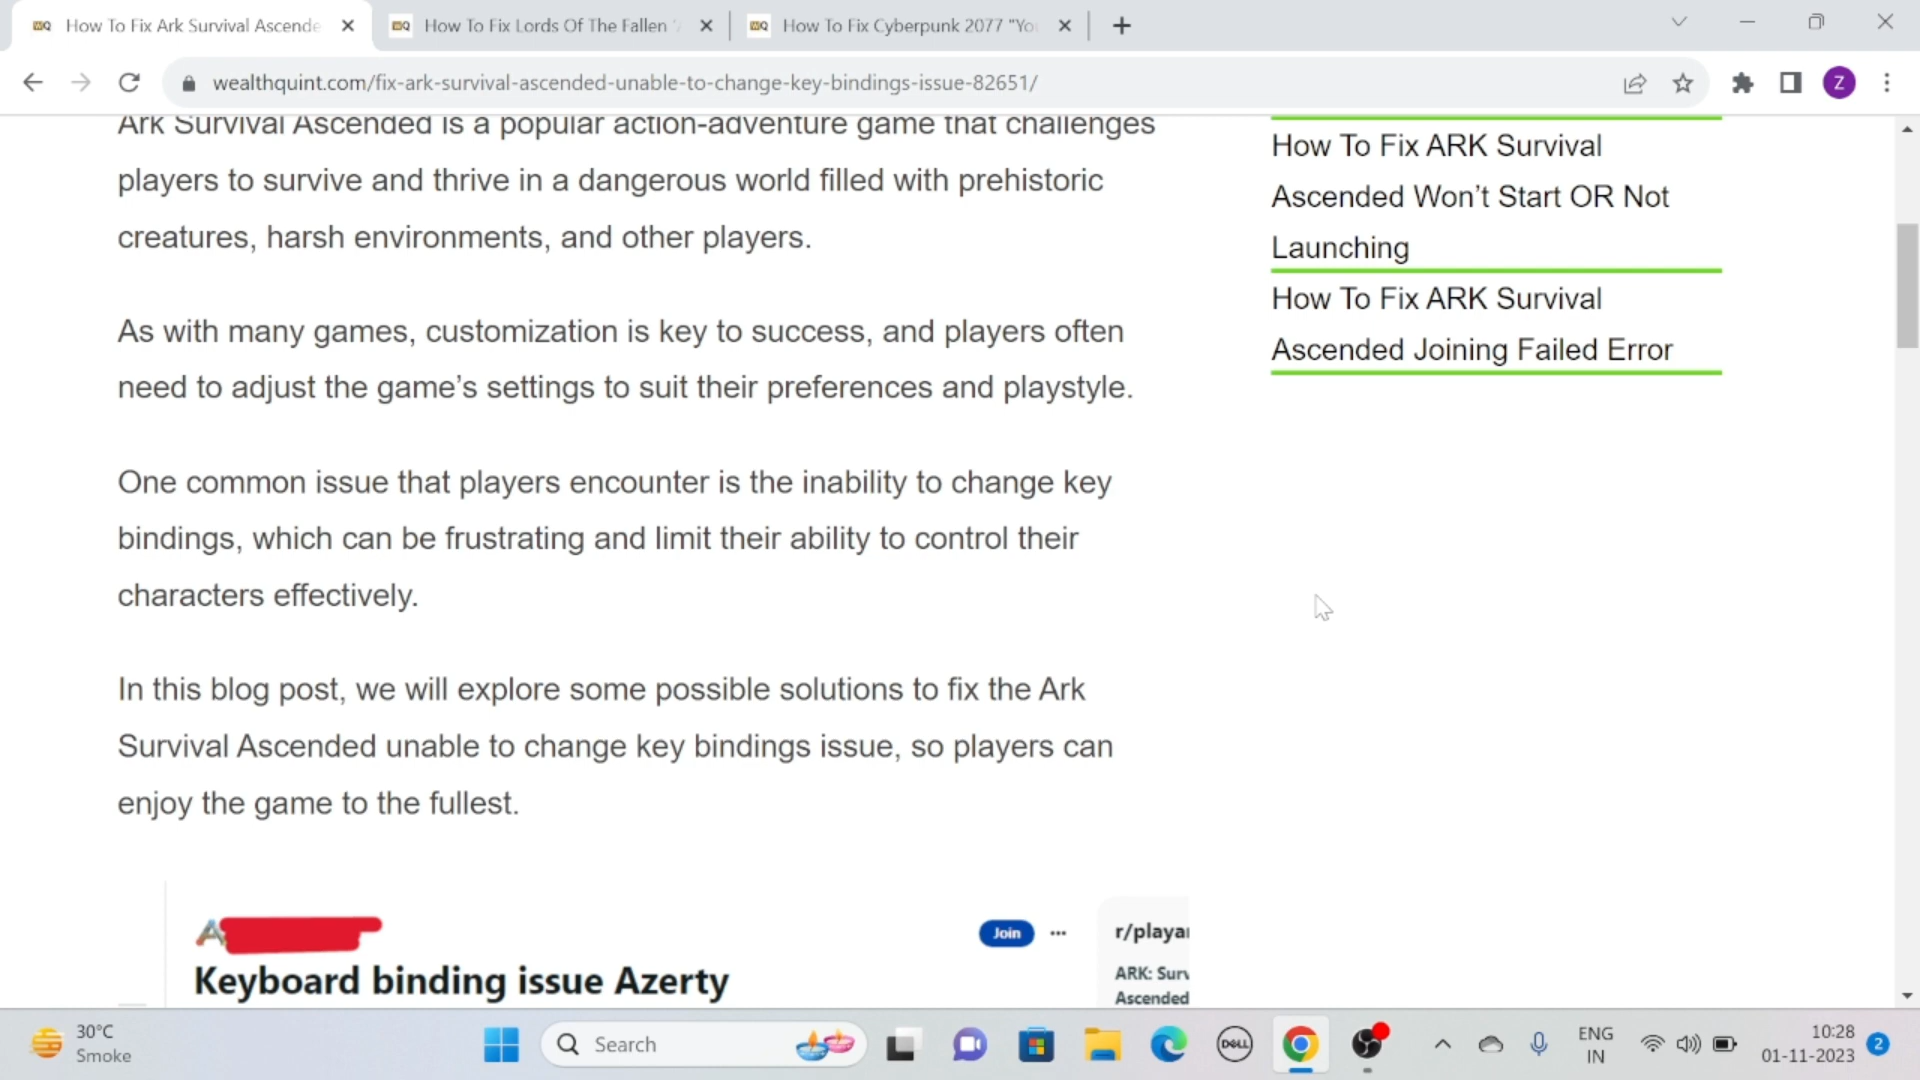 How To Fix Ark Survival Ascende
How To Fix Lords Of The Fallen
How To Fix Cyberpunk 2077 "Yo
wealthquint.com/fix-ark-survival-ascended-unable-to-change-key-bindings-issue-82651/
Z
Ark Survival Ascended is a popular action-adventure game that challenges
players to survive and thrive in a dangerous world filled with prehistoric
creatures, harsh environments, and other players.
As with many games, customization is key to success, and players often
need to adjust the game’s settings to suit their preferences and playstyle.
One common issue that players encounter is the inability to change key
bindings, which can be frustrating and limit their ability to control their
characters effectively.
In this blog post, we will explore some possible solutions to fix the Ark
Survival Ascended unable to change key bindings issue, so players can
enjoy the game to the fullest.
How To Fix ARK Survival
Ascended Won’t Start OR Not
Launching
How To Fix ARK Survival
Ascended Joining Failed Error
Join
Keyboard binding issue Azerty
r/playa
ARK: Surv
Ascended
30°C
Smoke
Search
DELL
ENG
IN
10:28
01-11-2023
2